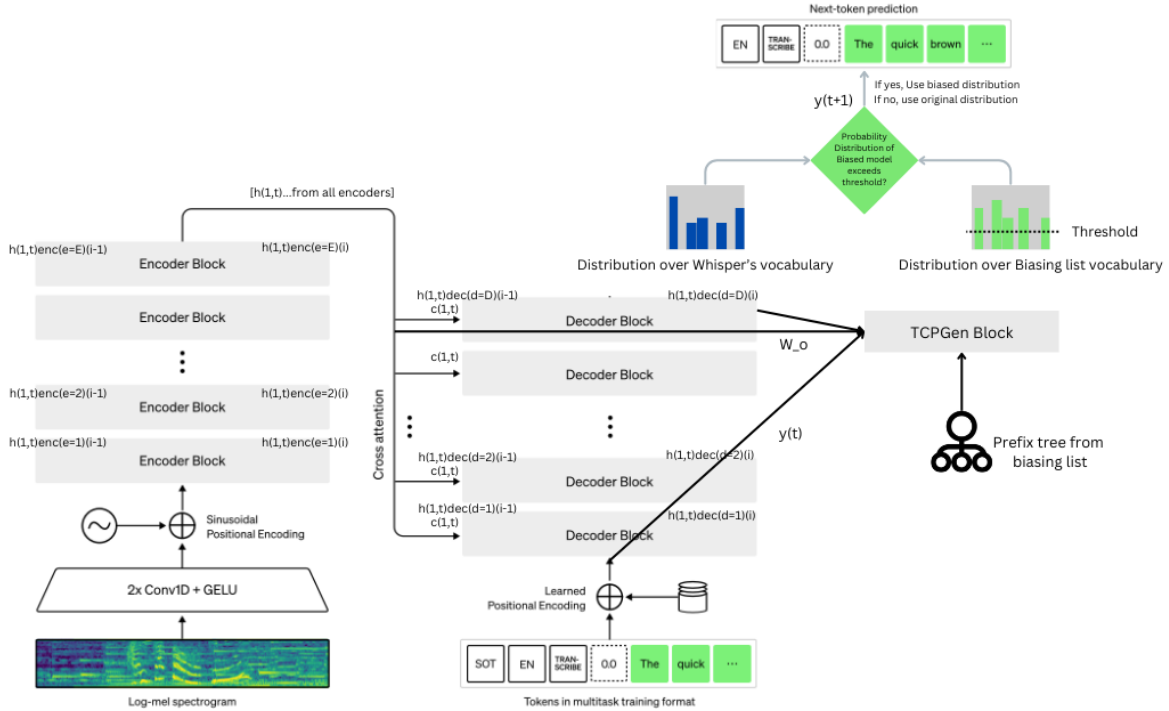 Next-token prediction
EN
TRAN-
SCRIBE
0.0
The
quick
brown
...
y(t+1)
If yes, Use biased distribution
If no, use original distribution
Probability
Distribution of
Biased model
exceeds
threshold?
[h(1,t)...from all encoders]
Threshold
Distribution over Whisper's vocabulary
Distribution over Biasing list vocabulary
h(1,t)enc(e=E)(i-1)
h(1,t)enc(e=E)(i)
Encoder Block
Encoder Block
h(1,t)enc(e=2)(i-1)
h(1,t)enc(e=2)(i)
Encoder Block
h(1,t)enc(e=1)(i-1)
h(1,t)enc(e=1)(i)
Encoder Block
Sinusoidal
Positional Encoding
2x Conv1D + GELU
Log-mel spectrogram
Cross attention
h(1,t)dec(d=D)(i-1)
h(1,t)dec(d=D)(i)
c(1,t)
Decoder Block
c(1,t)
Decoder Block
h(1,t)dec(d=2)(i-1)
h(1,t)dec(d=2)(i)
c(1,t)
Decoder Block
h(1,t)dec(d=1)(i-1)
h(1,t)dec(d=1)(i)
c(1,t)
Decoder Block
W_o
y(t)
TCPGen Block
Prefix tree from
biasing list
Learned
Positional Encoding
SOT
EN
TRAN-
SCRIBE
0.0
The
quick
...
Tokens in multitask training format